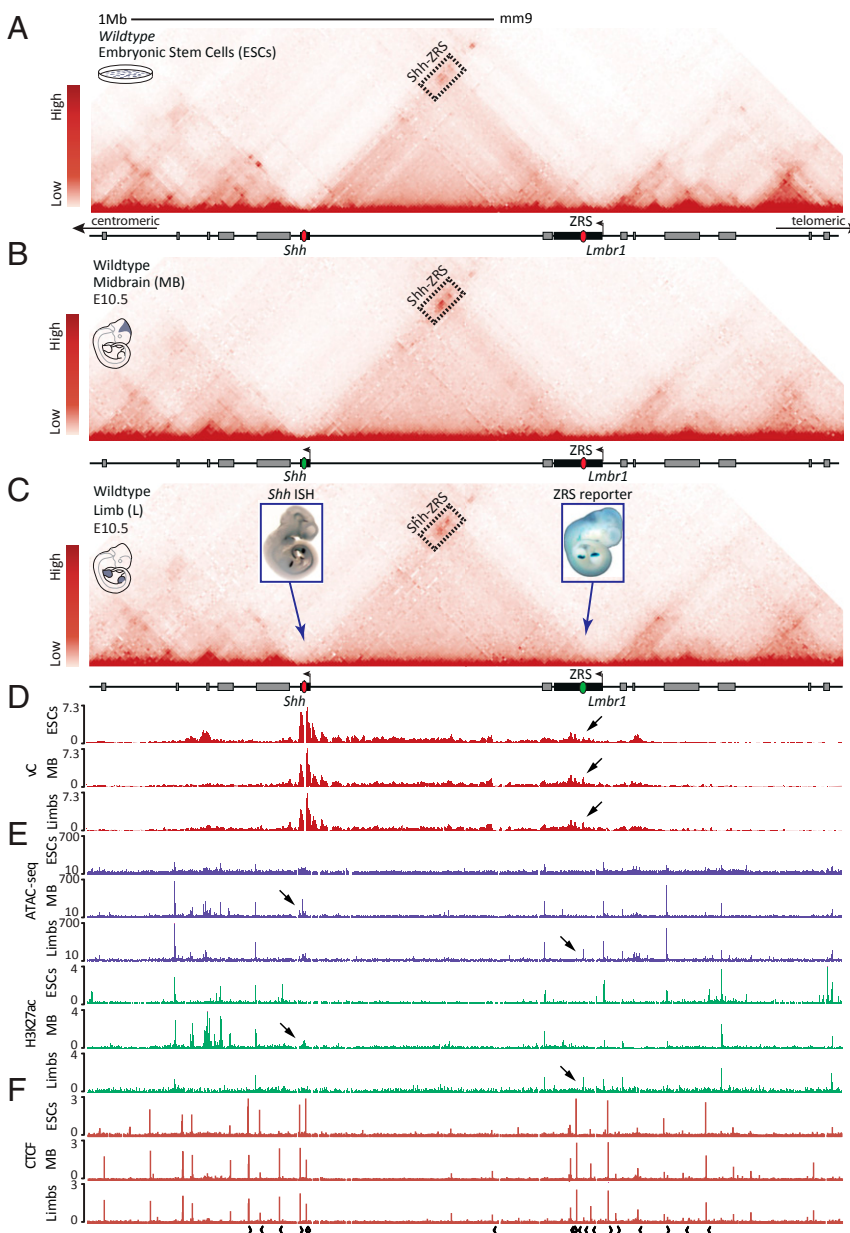 A
1Mb
mm9
Wildtype
Embryonic Stem Cells (ESCs)
Shh-ZRS
High
Low
centromeric
telomeric
ZRS
Shh
Lmbr1
B
Wildtype
Midbrain (MB)
E10.5
Shh-ZRS
High
Low
ZRS
Shh
Lmbr1
C
Wildtype
Limb (L)
E10.5
Shh ISH
Shh-ZRS
ZRS reporter
High
Low
ZRS
Shh
Lmbr1
D
vC
ESCs
7.3
0
MB
7.3
0
Limbs
7.3
0
E
ATAC-seq
ESCs
700
10
MB
700
10
Limbs
700
10
H3K27ac
ESCs
4
0
MB
4
0
Limbs
4
0
F
CTCF
ESCs
3
0
MB
3
0
Limbs
3
0